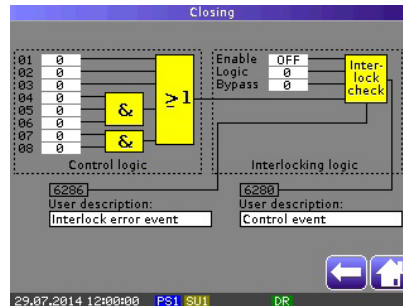 Closing
01 0
02 0
03 0
04 0
05 0
06 0
07 0
08 0
&
&
≥1
Control logic
Enable OFF
Logic 0
Bypass 0
Inter-
lock
check
Interlocking logic
6286
User description:
Interlock error event
6280
User description:
Control event
29.07.2014 12:00:00 PS1 SU1 DR